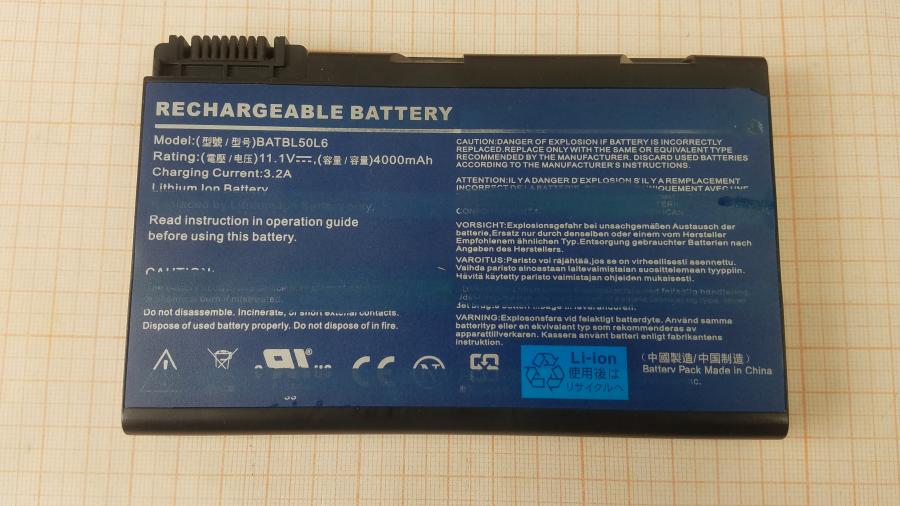 RECHARGEABLE BATTERY
Model:(型號/型号)BATBL50L6
Rating:(電壓/电压)11.1V⎓,(容量/容量)4000mAh
Charging Current:3.2A
Lithium Ion Battery
Read instruction in operation guide
before using this battery.
CAUTION:
Do not disassemble. Incinerate, or short external contacts.
Dispose of used battery properly. Do not dispose of in fire.
CAUTION:DANGER OF EXPLOSION IF BATTERY IS INCORRECTLY
REPLACED.REPLACE ONLY WITH THE SAME OR EQUIVALENT TYPE
RECOMMENDED BY THE MANUFACTURER. DISCARD USED BATTERIES
ACCORDING TO THE MANUFACTURER'S INSTRUCTIONS.
ATTENTION:IL Y A DANGER D'EXPLOSION S'IL Y A REMPLACEMENT
INCORRECT DE LA BATTERIE,
VORSICHT:Explosionsgefahr bei unsachgemäßen Austausch der
batterie,Ersatz nur durch denselben oder einem vom Hersteller
Empfohlenem ähnlichen Typ.Entsorgung gebrauchter Batterien nach
Angaben des Herstellers.
VAROITUS:Paristo voi räjähtää,jos se on virheellisesti asennettu.
Vaihda paristo ainoastaan laitevalmistajan suosittelemaan tyyppiin.
Hävitä käytetty paristo valmistajan ohjeiden mukaisesti.
WARNING:Explosonsfara vid felaktigt batterdyte. Använd samma
batterityp eller en ekvivalent typ som rekommenderas av
apparattillverkaren. Kassera använt batteri enligt fabrikantens
instruktion.
Li-ion
使用後は
リサイクルへ
(中國製造/中国制造)
Battery Pack Made in China